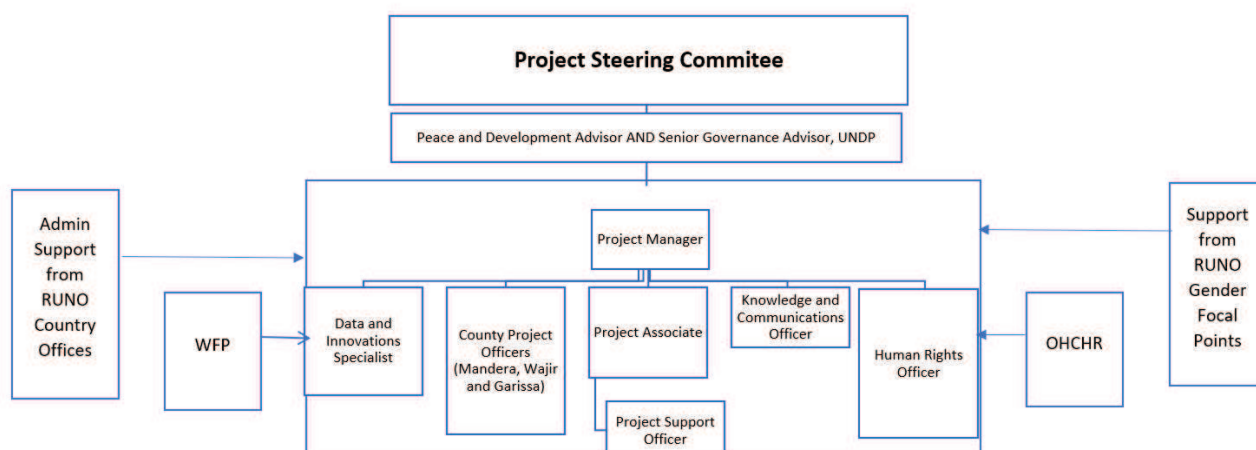 Project Steering Commitee
Peace and Development Advisor AND Senior Governance Advisor, UNDP
Admin
Support
from
RUNO
Country
Offices
WFP
Project Manager
Data and
Innovations
Specialist
County Project
Officers
(Mandera, Wajir
and Garissa)
Project Associate
Knowledge and
Communications
Officer
Human Rights
Officer
Project Support
Officer
OHCHR
Support
from
RUNO
Gender
Focal
Points